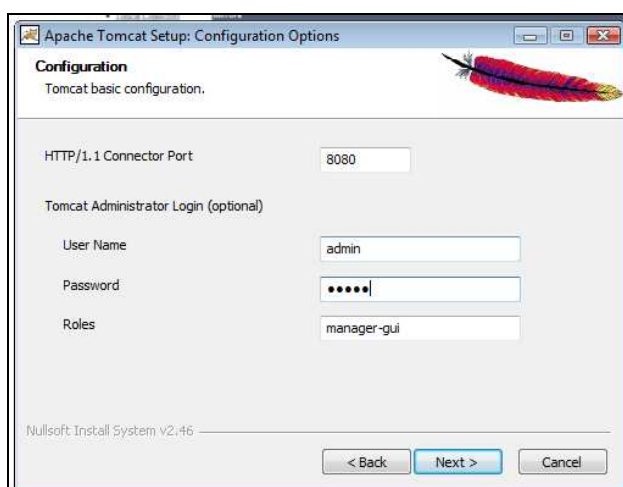 Apache Tomcat Setup: Configuration Options
Configuration
Tomcat basic configuration.
HTTP/1.1 Connector Port 8080
Tomcat Administrator Login (optional)
User Name admin
Password •••••
Roles manager-gui
Nullsoft Install System v2.46
< Back Next > Cancel